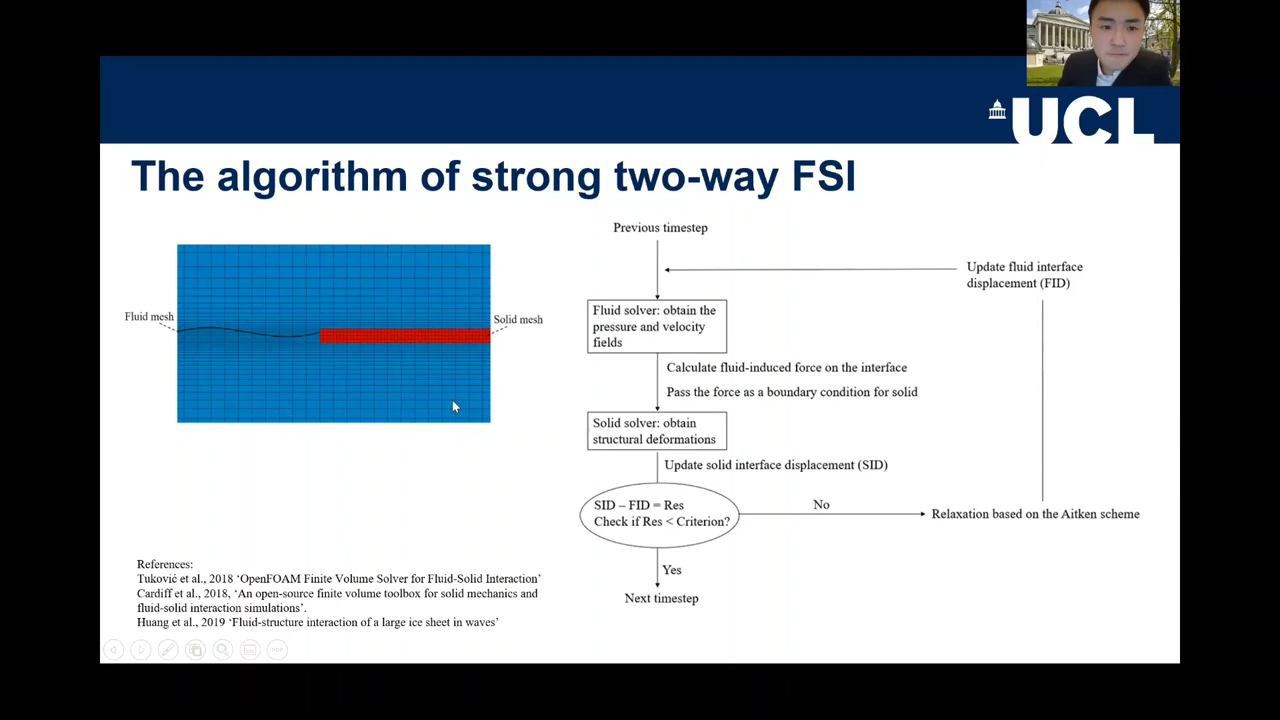 UCL
The algorithm of strong two-way FSI
Fluid mesh
Solid mesh
Previous timestep
Update fluid interface
displacement (FID)
Fluid solver: obtain the
pressure and velocity
fields
Calculate fluid-induced force on the interface
Pass the force as a boundary condition for solid
Solid solver: obtain
structural deformations
Update solid interface displacement (SID)
SID – FID = Res
Check if Res < Criterion?
No
Relaxation based on the Aitken scheme
Yes
Next timestep
References:
Tuković et al., 2018 ‘OpenFOAM Finite Volume Solver for Fluid-Solid Interaction’
Cardiff et al., 2018, ‘An open-source finite volume toolbox for solid mechanics and
fluid-solid interaction simulations’.
Huang et al., 2019 ‘Fluid-structure interaction of a large ice sheet in waves’